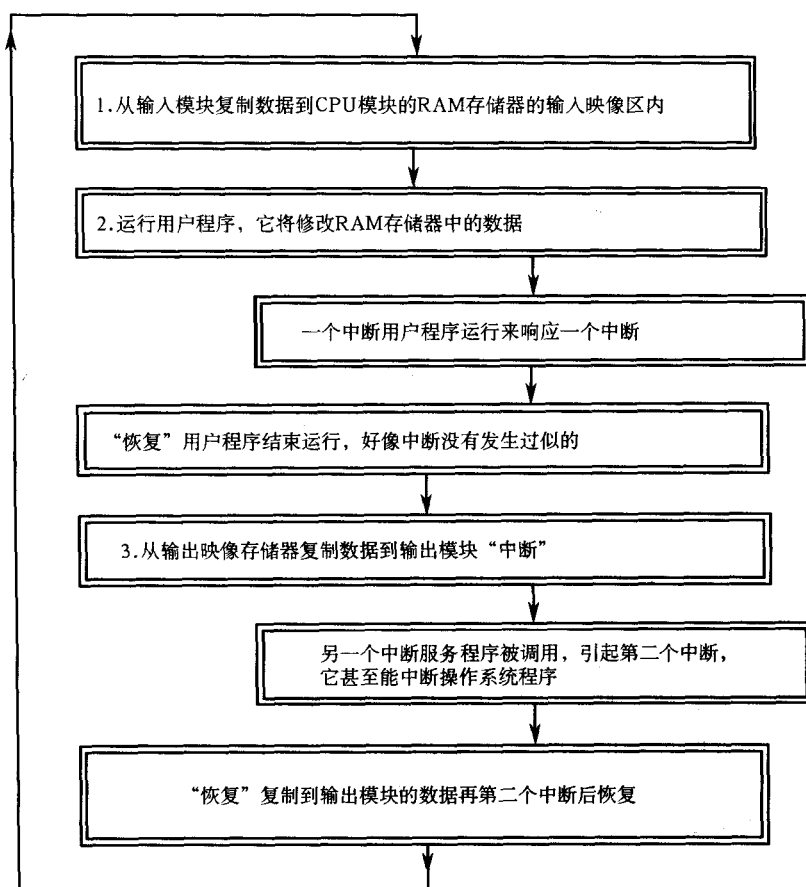 1.从输入模块复制数据到CPU模块的RAM存储器的输入映像区内
2.运行用户程序，它将修改RAM存储器中的数据
一个中断用户程序运行来响应一个中断
“恢复”用户程序结束运行，好像中断没有发生过似的
3.从输出映像存储器复制数据到输出模块“中断”
另一个中断服务程序被调用，引起第二个中断，
它甚至能中断操作系统程序
“恢复”复制到输出模块的数据再第二个中断后恢复